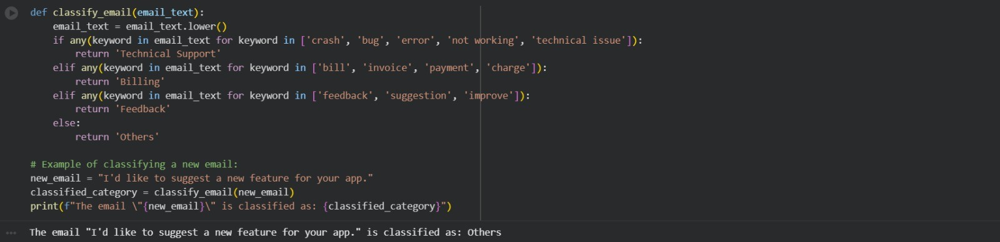 def classify_email(email_text):
    email_text = email_text.lower()
    if any(keyword in email_text for keyword in ['crash', 'bug', 'error', 'not working', 'technical issue']):
        return 'Technical Support'
    elif any(keyword in email_text for keyword in ['bill', 'invoice', 'payment', 'charge']):
        return 'Billing'
    elif any(keyword in email_text for keyword in ['feedback', 'suggestion', 'improve']):
        return 'Feedback'
    else:
        return 'Others'

# Example of classifying a new email:
new_email = "I'd like to suggest a new feature for your app."
classified_category = classify_email(new_email)
print(f"The email \"{new_email}\" is classified as: {classified_category}")
The email "I'd like to suggest a new feature for your app." is classified as: Others